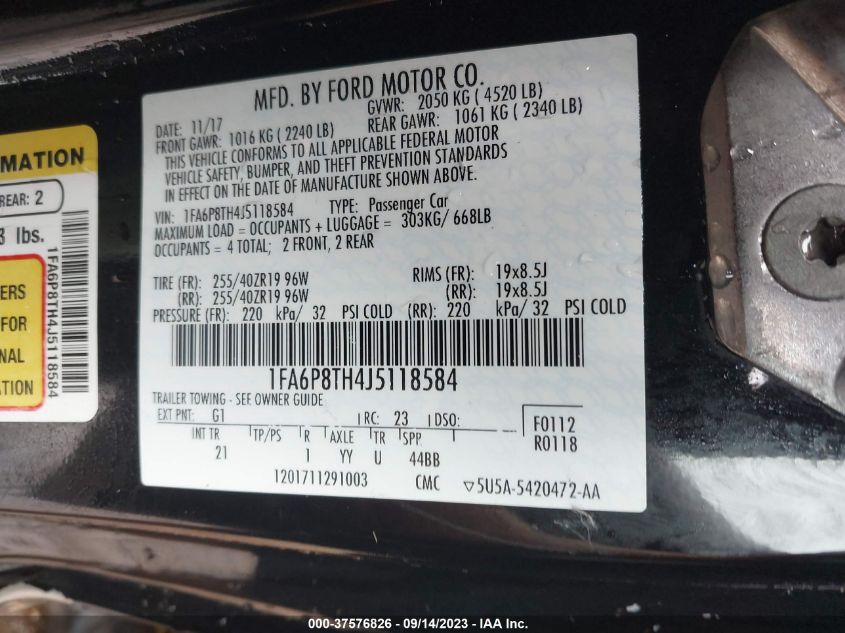 MFD. BY FORD MOTOR CO.
DATE: 11/17 GVWR: 2050 KG ( 4520 LB)
FRONT GAWR: 1016 KG ( 2240 LB) REAR GAWR: 1061 KG ( 2340 LB)
THIS VEHICLE CONFORMS TO ALL APPLICABLE FEDERAL MOTOR
VEHICLE SAFETY, BUMPER, AND THEFT PREVENTION STANDARDS
IN EFFECT ON THE DATE OF MANUFACTURE SHOWN ABOVE.
VIN: 1FA6P8TH4J5118584 TYPE: Passenger Car
MAXIMUM LOAD = OCCUPANTS + LUGGAGE = 303KG/ 668LB
OCCUPANTS = 4 TOTAL; 2 FRONT, 2 REAR
TIRE (FR): 255/40ZR19 96W RIMS (FR): 19x8.5J
(RR): 255/40ZR19 96W (RR): 19x8.5J
PRESSURE (FR): 220 kPa/ 32 PSI COLD (RR): 220 kPa/ 32 PSI COLD
1FA6P8TH4J5118584
TRAILER TOWING - SEE OWNER GUIDE
EXT PNT: G1 RC: 23 DSO: F0112
INT TR TP/PS R AXLE TR SPR R0118
21 I YY U 44BB
1201711291003 CMC ▽5U5A-5420472-AA
MATION
REAR: 2
lbs.
ERS
FOR
NAL
TION
1FA6P8TH4J5118584
000-37576826 - 09/14/2023 - IAA Inc.